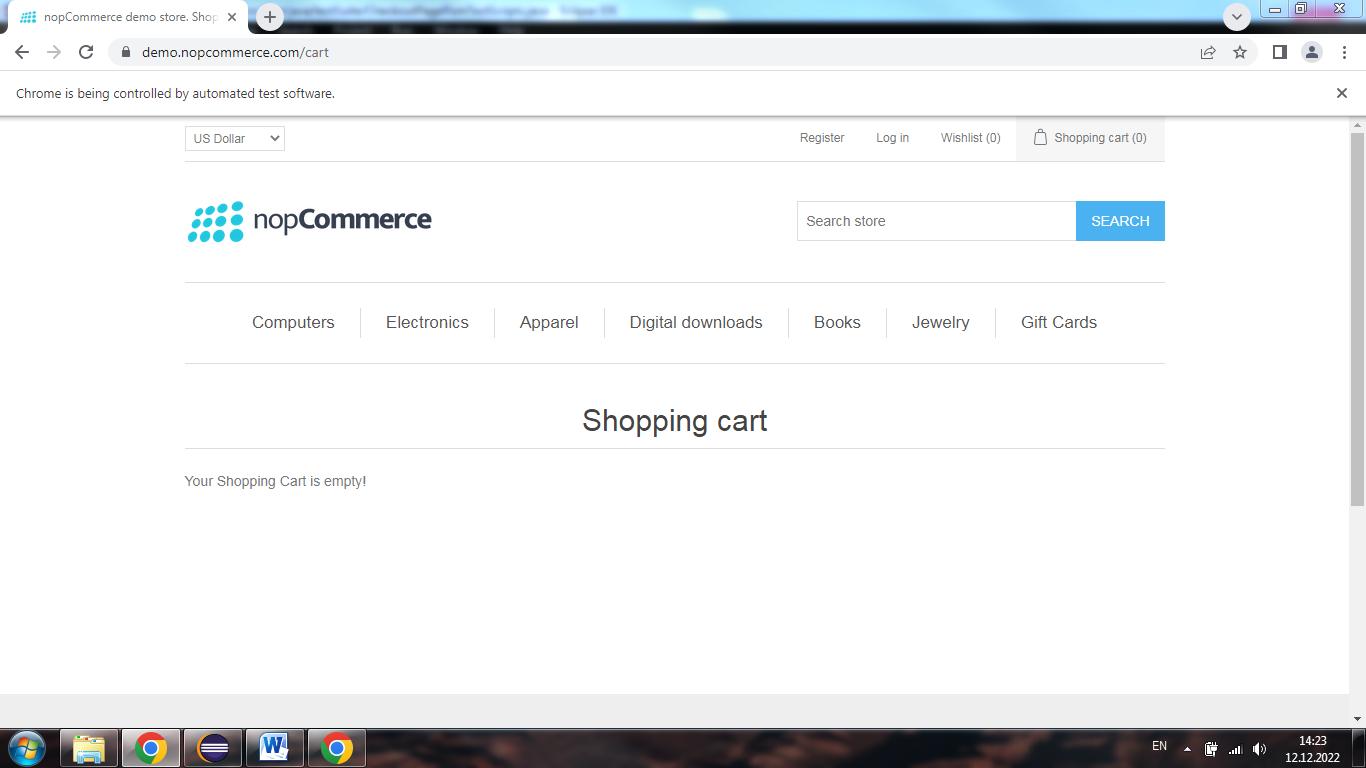 nopCommerce demo store. Shop
demo.nopcommerce.com/cart
Chrome is being controlled by automated test software.
US Dollar
Register
Log in
Wishlist (0)
Shopping cart (0)
nopCommerce
Search store
SEARCH
Computers
Electronics
Apparel
Digital downloads
Books
Jewelry
Gift Cards
Shopping cart
Your Shopping Cart is empty!
EN
14:23
12.12.2022